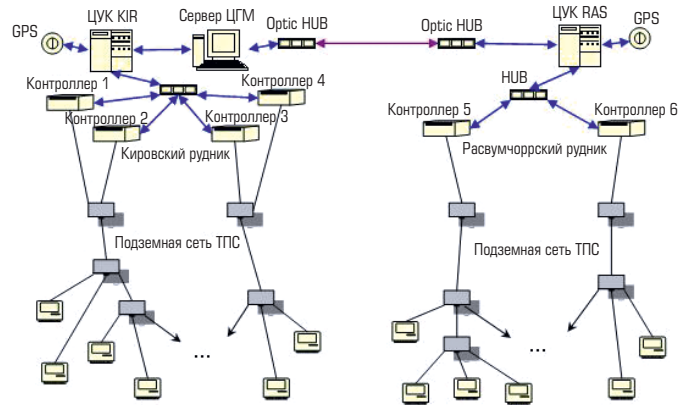 GPS
ЦУК KIR
Сервер ЦГМ
Optic HUB
Optic HUB
ЦУК RAS
GPS
Контроллер 1
Контроллер 4
HUB
Контроллер 2
Контроллер 3
Контроллер 5
Контроллер 6
Кировский рудник
Расвумчоррский рудник
Подземная сеть ТПС
Подземная сеть ТПС
...
...